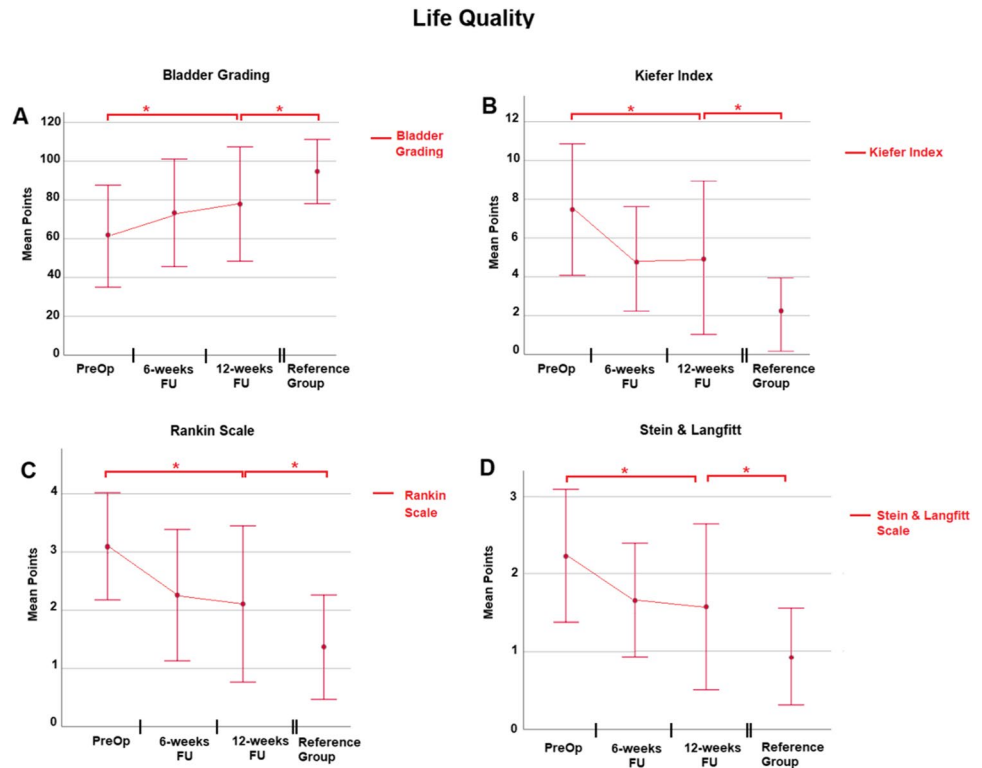 Life Quality
Bladder Grading
A
*
*
Bladder
Grading
Mean Points
120
100
80
60
40
20
0
PreOp
6-weeks
FU
12-weeks
FU
Reference
Group
Kiefer Index
B
*
*
Kiefer Index
Mean Points
12
10
8
6
4
2
0
PreOp
6-weeks
FU
12-weeks
FU
Reference
Group
Rankin Scale
C
*
*
Rankin
Scale
Mean Points
4
3
2
1
0
PreOp
6-weeks
FU
12-weeks
FU
Reference
Group
Stein & Langfitt
D
*
*
Stein & Langfitt
Scale
Mean Points
3
2
1
0
PreOp
6-weeks
FU
12-weeks
FU
Reference
Group